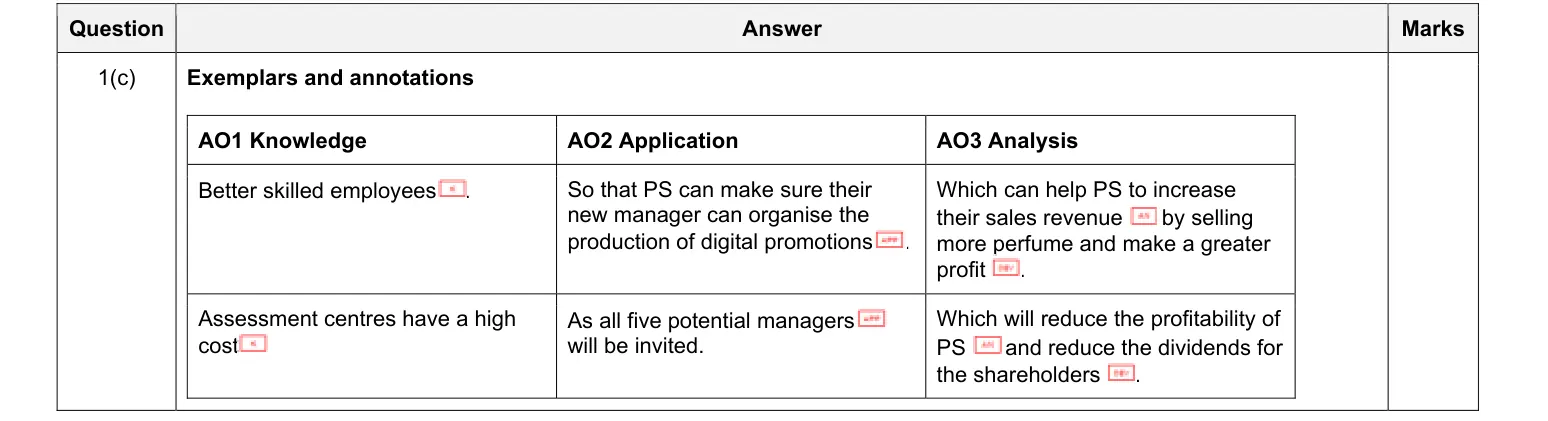 Question Answer Marks
1(c) Exemplars and annotations
AO1 Knowledge AO2 Application AO3 Analysis
Better skilled employees .
So that PS can make sure their
new manager can organise the
production of digital promotions .
Which can help PS to increase
their sales revenue by selling
more perfume and make a greater
profit .
Assessment centres have a high
cost
As all five potential managers
will be invited.
Which will reduce the profitability of
PS and reduce the dividends for
the shareholders .